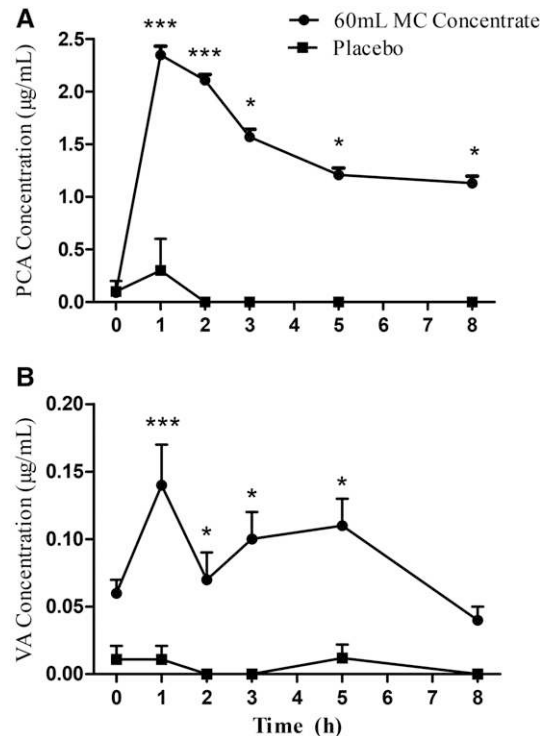 A
60mL MC Concentrate
Placebo
PCA Concentration (µg/mL)
2.5
2.0
1.5
1.0
0.5
0.0
***
***
*
*
*
0 1 2 3 4 5 6 7 8
B
VA Concentration (µg/mL)
0.20
0.15
0.10
0.05
0.00
***
*
*
*
0 1 2 3 4 5 6 7 8
Time (h)